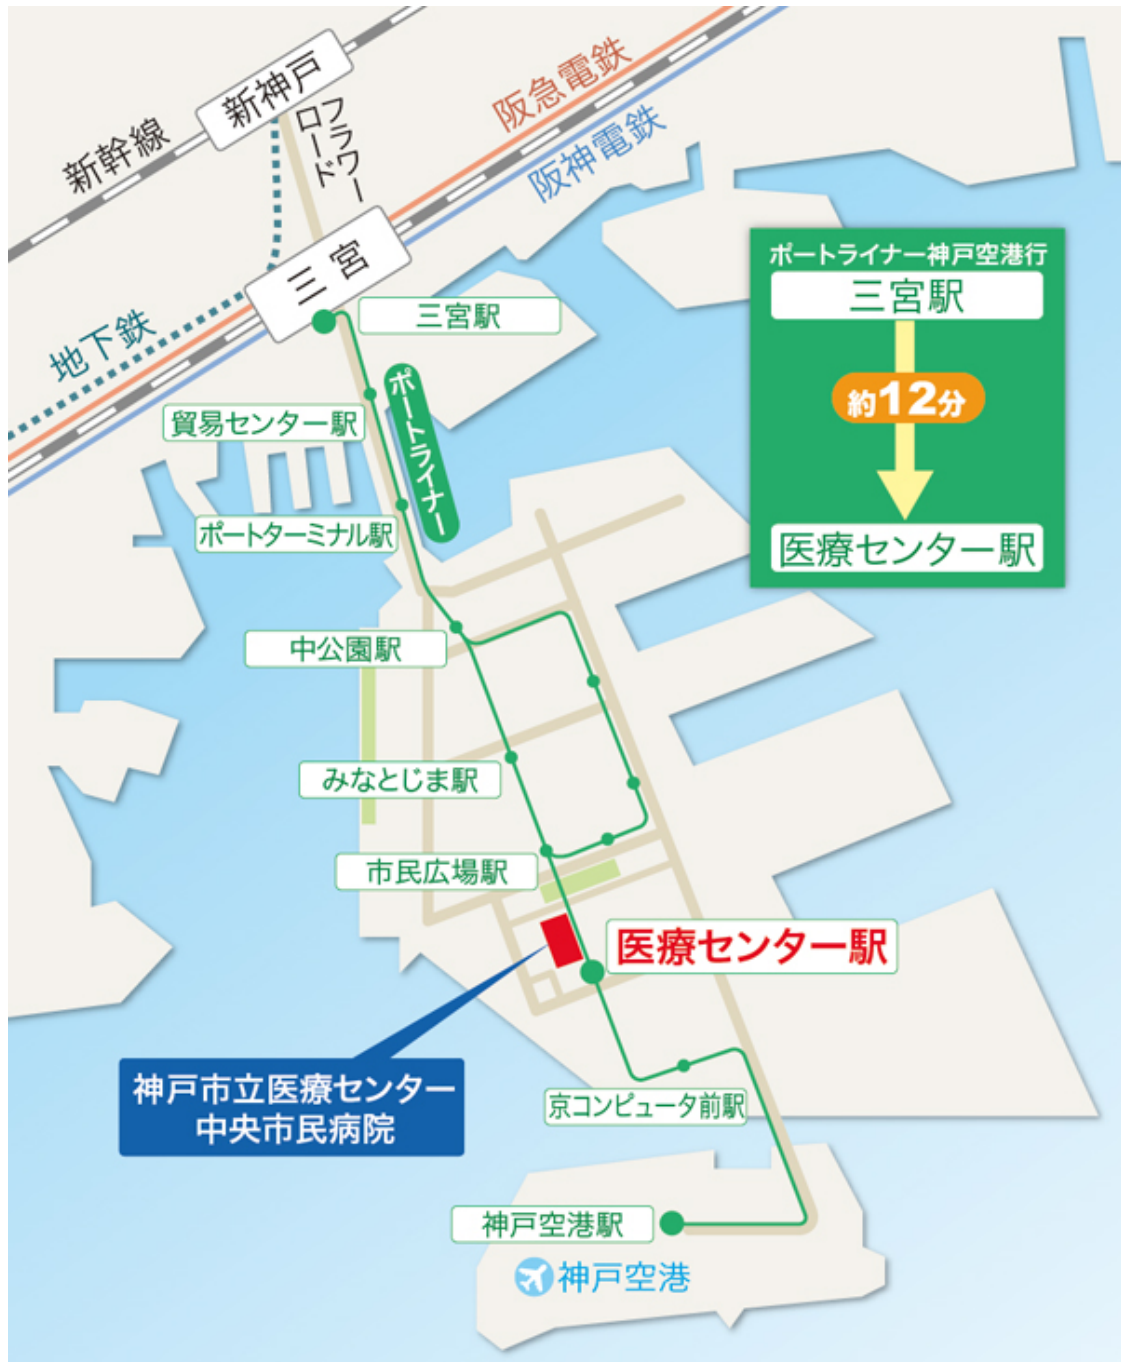 新神戸
新幹線
フラワー
ロード
阪急電鉄
阪神電鉄
三宮
地下鉄
三宮駅
ポートライナー
貿易センター駅
ポートターミナル駅
中公園駅
みなとじま駅
市民広場駅
医療センター駅
神戸市立医療センター
中央市民病院
京コンピュータ前駅
神戸空港駅
神戸空港
ポートライナー神戸空港行
三宮駅
約12分
医療センター駅